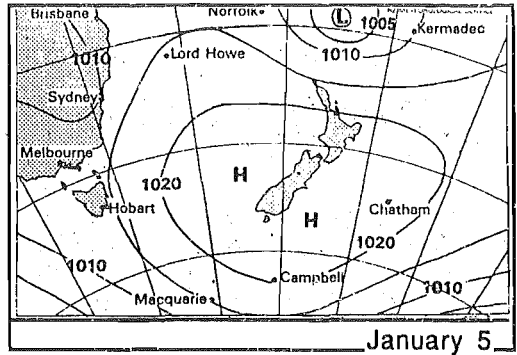 Brisbane
Norfolk
L 1005
Kermadec
Lord Howe
1010
1010
Sydney
Melbourne
1020
H
Hobart
H
Chatham
1020
1010
Campbell
1010
Macquarie
January 5